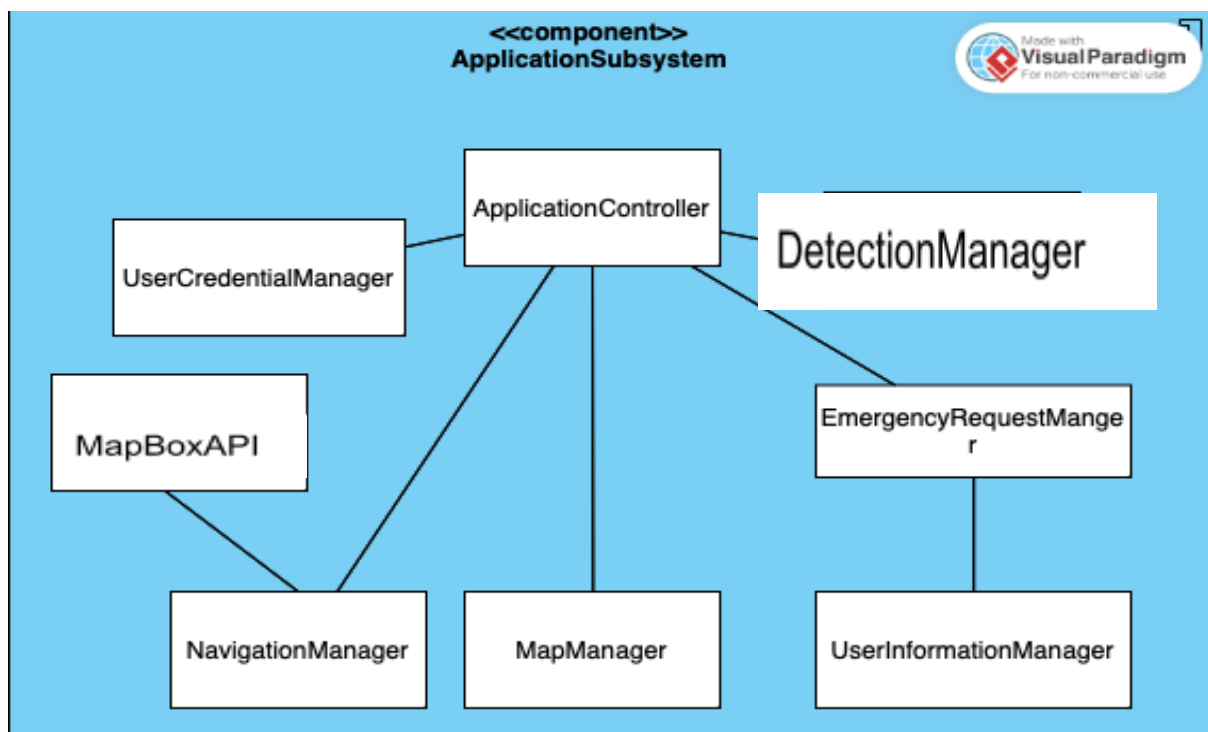 <<component>>
ApplicationSubsystem
Made with
Visual Paradigm
For non-commercial use
ApplicationController
DetectionManager
UserCredentialManager
MapBoxAPI
EmergencyRequestMange
r
NavigationManager
MapManager
UserInformationManager